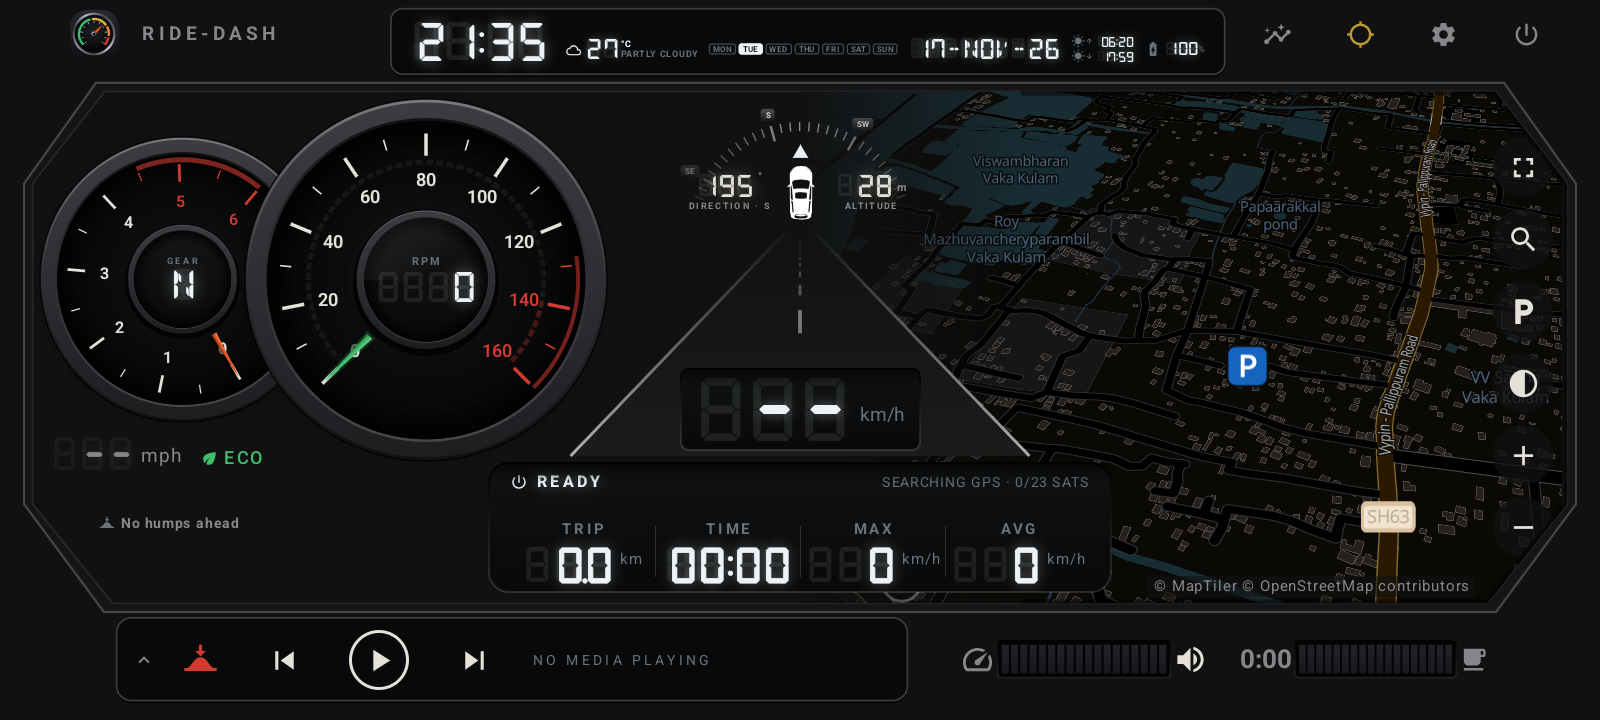 RIDE-DASH
21:35
27°C
PARTLY CLOUDY
MON TUE WED THU FRI SAT SUN
17-NOV-26
06:20
17:59
100%
5
6
4
3
2
1
0
GEAR
N
80
60
100
40
120
20
140
0
160
RPM
0
-- mph
ECO
No humps ahead
S
SW
SE
195°
DIRECTION · S
28 m
ALTITUDE
-- km/h
READY
SEARCHING GPS · 0/23 SATS
TRIP
0.0 km
TIME
00:00
MAX
0 km/h
AVG
0 km/h
Viswambharan
Vaka Kulam
Roy
Mazhuvancheryparambil
Vaka Kulam
Papaarakkal
pond
Vypin - Pallippuram Road
P
P
Vaka Kulam
SH63
© MapTiler © OpenStreetMap contributors
NO MEDIA PLAYING
0:00